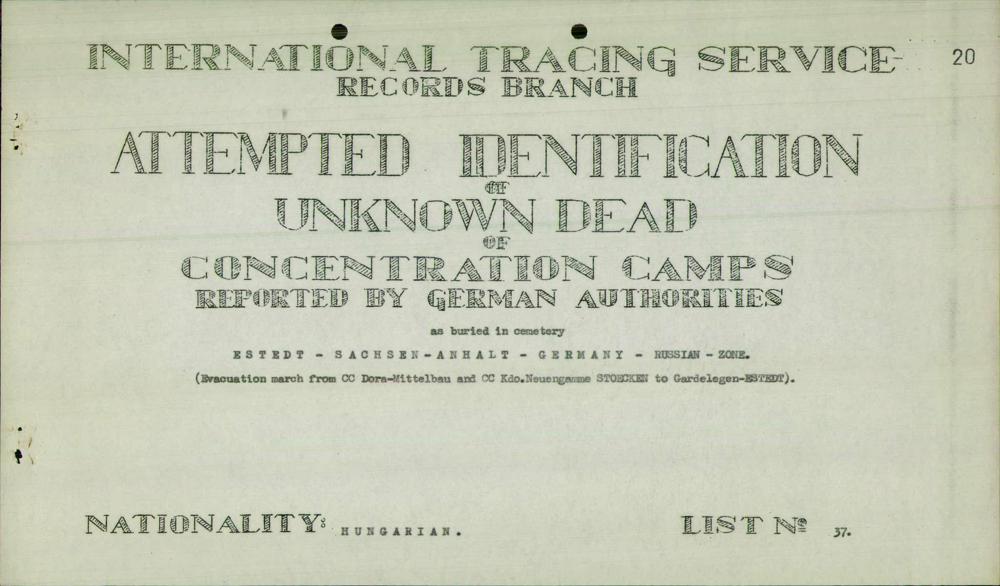 INTERNATIONAL TRACING SERVICE 20
RECORDS BRANCH
ATTEMPTED IDENTIFICATION
OF
UNKNOWN DEAD
OF
CONCENTRATION CAMPS
REPORTED BY GERMAN AUTHORITIES
as buried in cemetery
ESTEDT - SACHSEN-ANHALT - GERMANY - RUSSIAN - ZONE.
(Evacuation march from CC Dora-Mittelbau and CC Kdo.Neuengamme STOECKEN to Gardelegen-ESTEDT).
NATIONALITY: HUNGARIAN. LIST No 37.